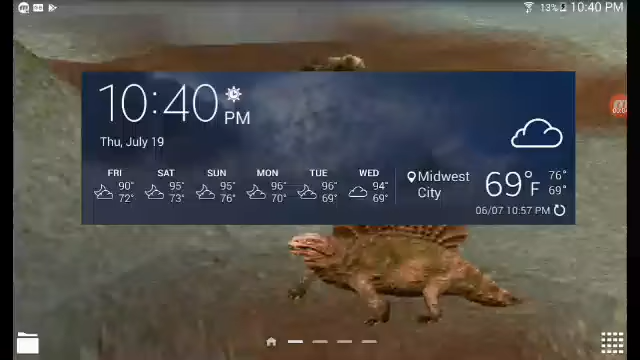 13% 10:40 PM
10:40 PM
Thu, July 19
FRI SAT SUN MON TUE WED
90° 95° 95° 96° 96° 94°
72° 73° 76° 70° 69° 69°
Midwest City
69°F
76°
69°
06/07 10:57 PM